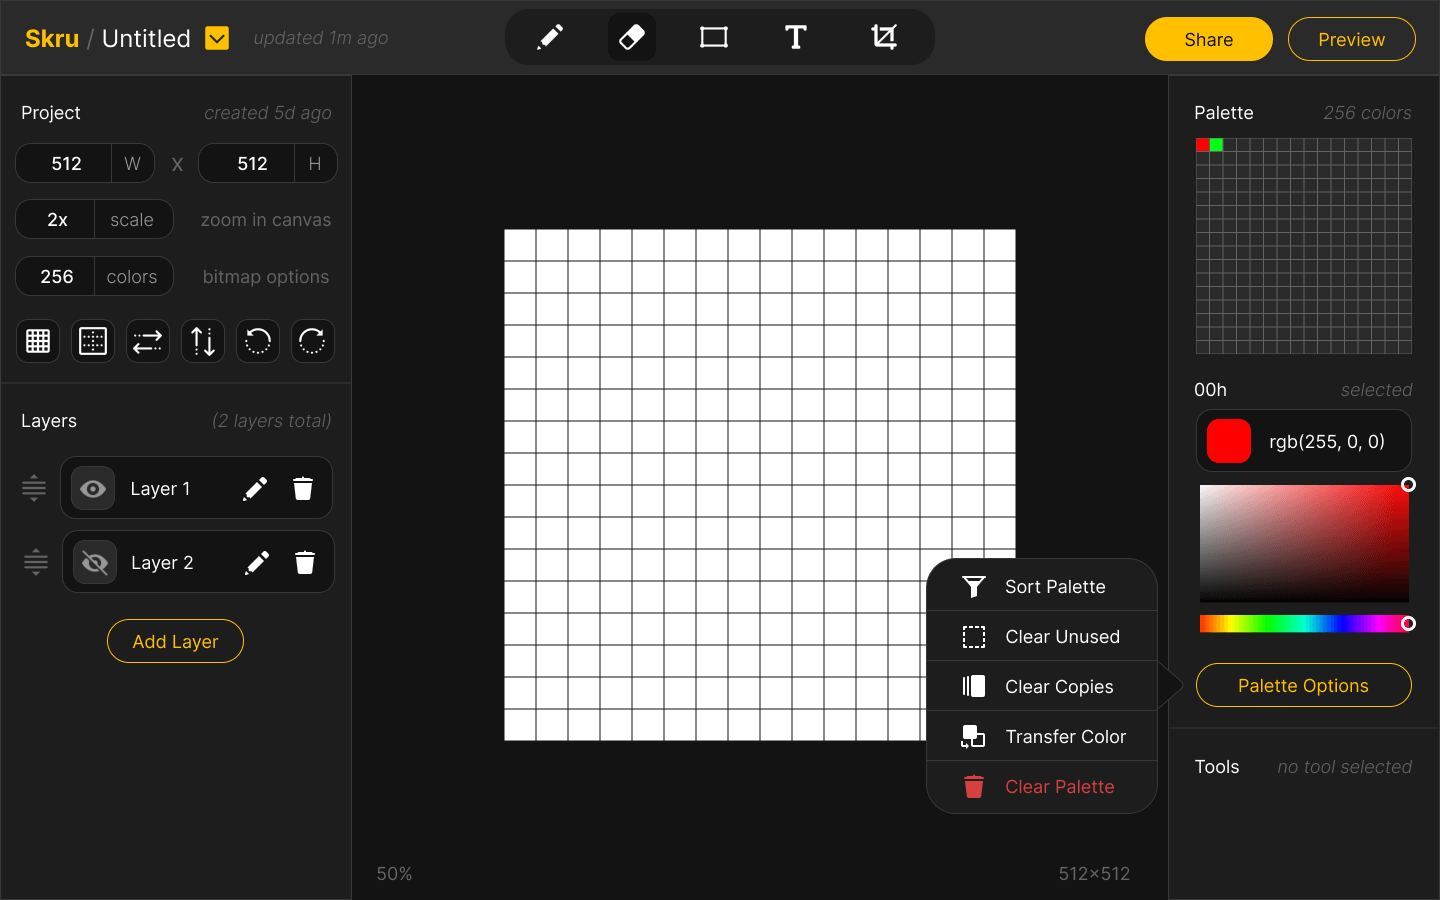 Skru / Untitled updated 1m ago T Share Preview
Project created 5d ago
512 W X 512 H
2x scale zoom in canvas
256 colors bitmap options
Layers (2 layers total)
Layer 1
Layer 2
Add Layer
Sort Palette
Clear Unused
Clear Copies
Transfer Color
Clear Palette
50% 512×512
Palette 256 colors
00h selected
rgb(255, 0, 0)
Palette Options
Tools no tool selected